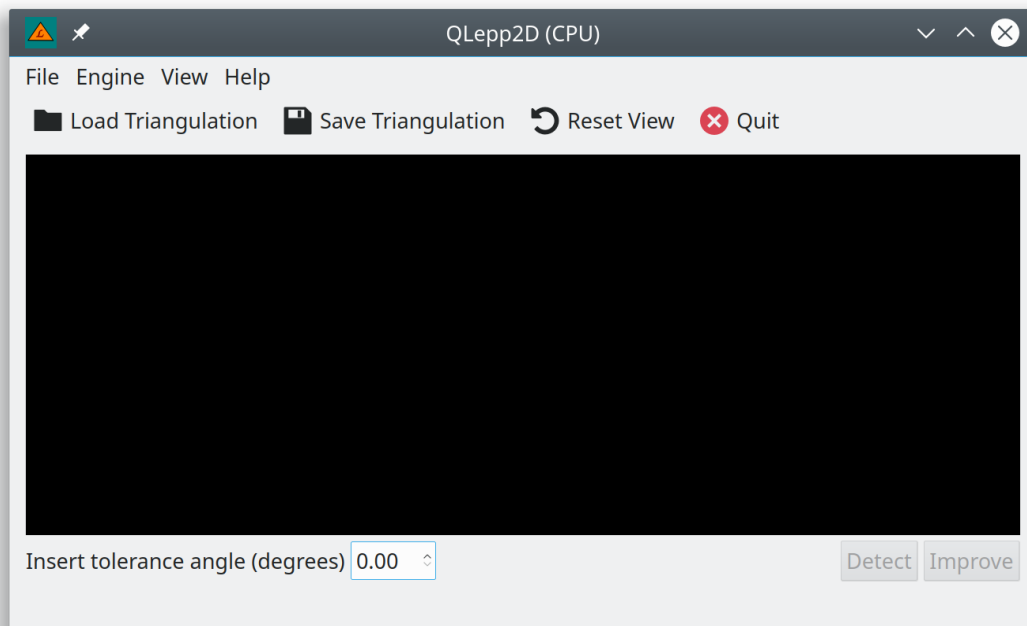 QLepp2D (CPU)
File Engine View Help
Load Triangulation Save Triangulation Reset View Quit
Insert tolerance angle (degrees) 0.00 Detect Improve